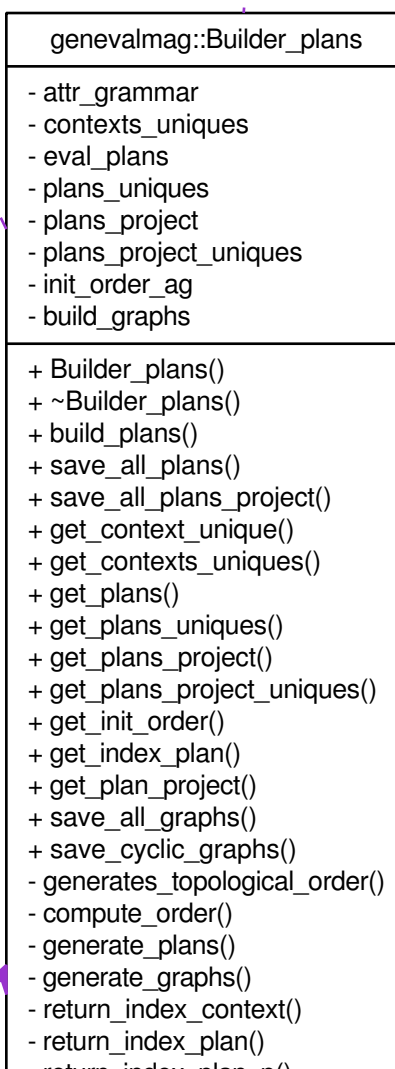 genevalmag::Builder_plans
- attr_grammar
- contexts_uniques
- eval_plans
- plans_uniques
- plans_project
- plans_project_uniques
- init_order_ag
- build_graphs
+ Builder_plans()
+ ~Builder_plans()
+ build_plans()
+ save_all_plans()
+ save_all_plans_project()
+ get_context_unique()
+ get_contexts_uniques()
+ get_plans()
+ get_plans_uniques()
+ get_plans_project()
+ get_plans_project_uniques()
+ get_init_order()
+ get_index_plan()
+ get_plan_project()
+ save_all_graphs()
+ save_cyclic_graphs()
- generates_topological_order()
- compute_order()
- generate_plans()
- generate_graphs()
- return_index_context()
- return_index_plan()
- return_index_plan_p()